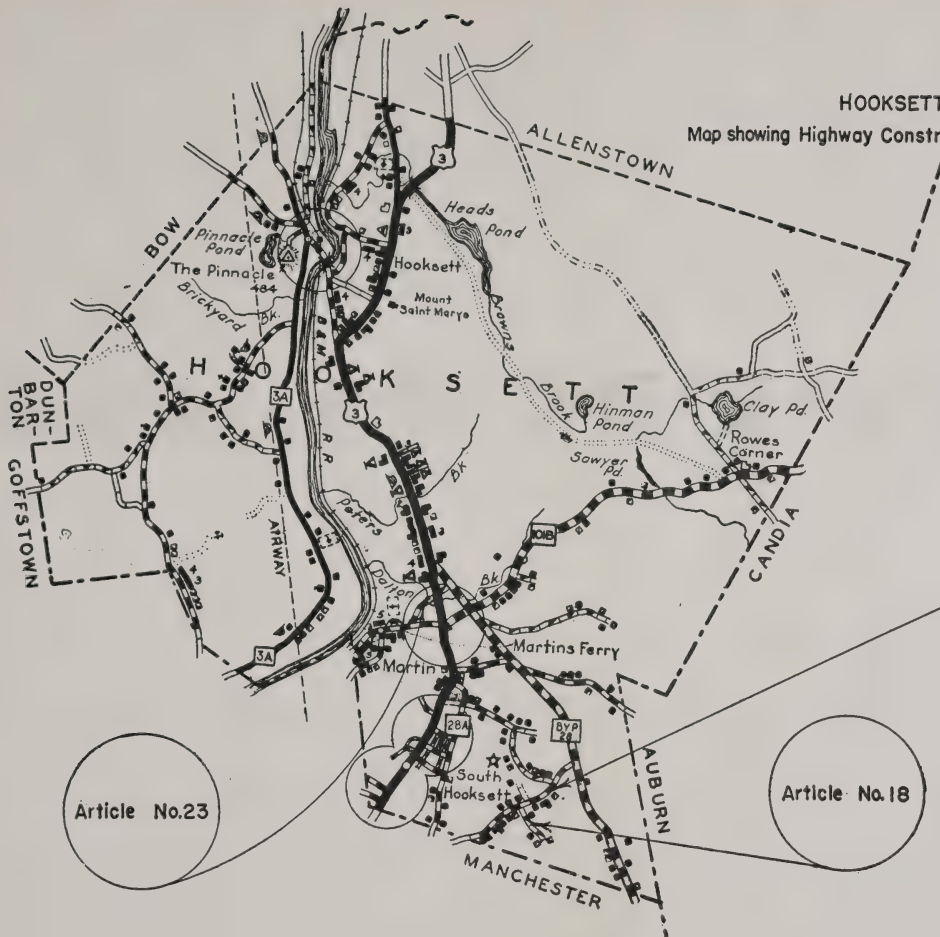 HOOKSETT
Map showing Highway Constr
ALLENSTOWN
3
BOW
Heads
Pond
Pinnacle
Pond
The Pinnacle
484
Hooksett
Mount
Saint Marys
Brickyard
Bk.
Browns
Brook
B & M
R R
H O O K S E T T
DUN-
BAR-
TON
3A
3
Hinman
Pond
Clay Pd.
Rowes
Corner
Sawyer
Pd.
GOFFSTOWN
Bk
Peters
101B
AIRWAY
CANDIA
Dalton
Bk
3A
Martins Ferry
Martin
28A
BYP
28
AUBURN
South
Hooksett
Article No.23
Article No.18
MANCHESTER